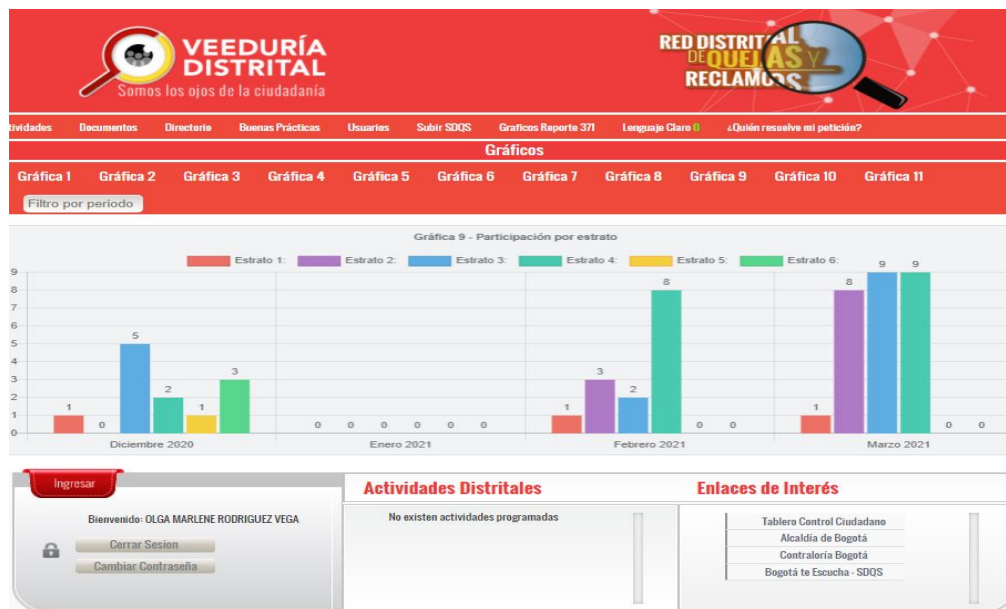 VEEDURÍA
DISTRITAL
Somos los ojos de la ciudadanía
RED DISTRITAL
DE QUEJAS Y
RECLAMOS
tividades Documentos Directorio Buenas Prácticas Usuarios Subir SDQS Graficos Reporte 371 Lenguaje Claro 0 ¿Quién resuelve mi petición?
Gráficos
Gráfica 1 Gráfica 2 Gráfica 3 Gráfica 4 Gráfica 5 Gráfica 6 Gráfica 7 Gráfica 8 Gráfica 9 Gráfica 10 Gráfica 11
Filtro por periodo
Gráfica 9 - Participación por estrato
Estrato 1: Estrato 2: Estrato 3: Estrato 4: Estrato 5: Estrato 6:
9
8
7
6
5
4
3
2
1
0
1 0 5 2 1 3
0 0 0 0 0 0
1 3 2 8 0 0
1 8 9 9 0 0
Diciembre 2020 Enero 2021 Febrero 2021 Marzo 2021
Ingresar
Bienvenido: OLGA MARLENE RODRIGUEZ VEGA
Cerrar Sesion
Cambiar Contraseña
Actividades Distritales
No existen actividades programadas
Enlaces de Interés
Tablero Control Ciudadano
Alcaldía de Bogotá
Contraloría Bogotá
Bogotá te Escucha - SDQS